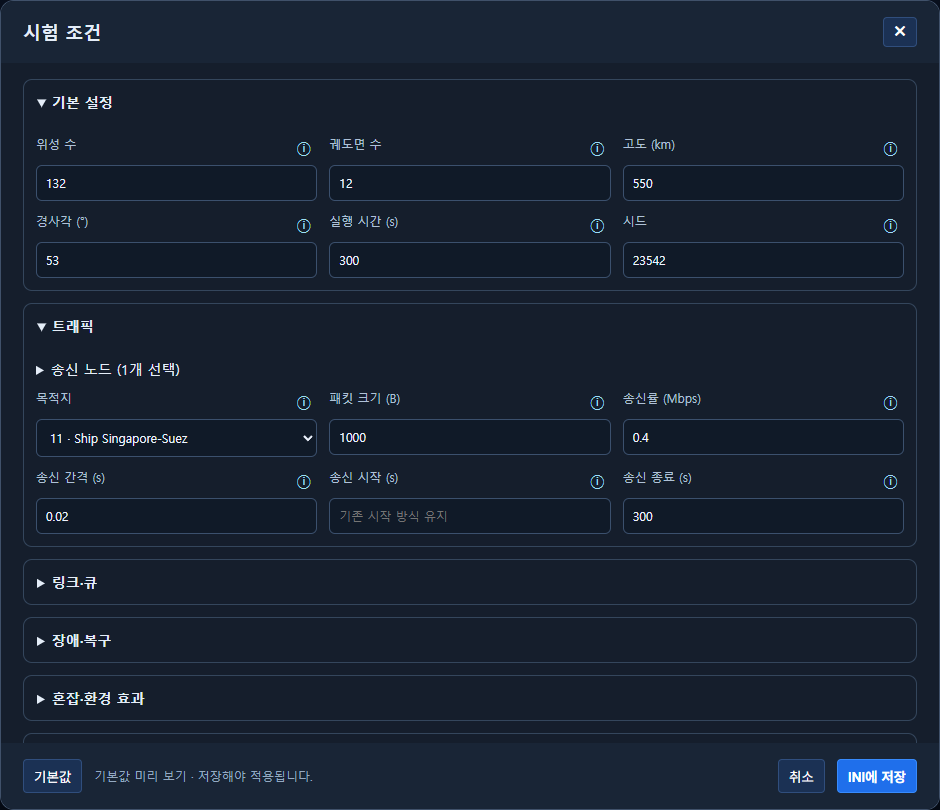 시험 조건
✕
▼ 기본 설정
위성 수 ⓘ 궤도면 수 ⓘ 고도 (km) ⓘ
132 12 550
경사각 (°) ⓘ 실행 시간 (s) ⓘ 시드 ⓘ
53 300 23542
▼ 트래픽
▶ 송신 노드 (1개 선택)
목적지 ⓘ 패킷 크기 (B) ⓘ 송신률 (Mbps) ⓘ
11 · Ship Singapore-Suez 1000 0.4
송신 간격 (s) ⓘ 송신 시작 (s) ⓘ 송신 종료 (s) ⓘ
0.02 기존 시작 방식 유지 300
▶ 링크·큐
▶ 장애·복구
▶ 혼잡·환경 효과
기본값 기본값 미리 보기 · 저장해야 적용됩니다. 취소 INI에 저장